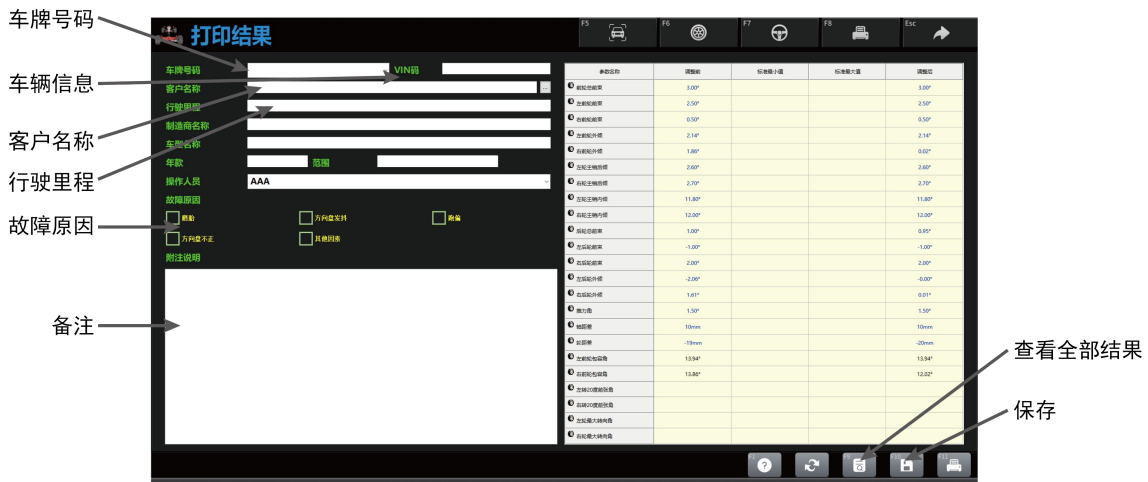 车牌号码
车辆信息
客户名称
行驶里程
故障原因
备注
查看全部结果
保存
打印结果
F5 F6 F7 F8 Esc
车牌号码 VIN码
客户名称 ...
行驶里程
制造商名称
车型名称
年款 范围
操作人员 AAA
故障原因
磨胎 方向盘发抖 跑偏
方向盘不正 其他因素
附注说明
参数名称 调整前 标准最小值 标准最大值 调整后
前轮总前束 3.00° 3.00°
左前轮前束 2.50° 2.50°
右前轮前束 0.50° 0.50°
左前轮外倾 2.14° 2.14°
右前轮外倾 1.86° 0.02°
左轮主销后倾 2.60° 2.60°
右轮主销后倾 2.70° 2.70°
左轮主销内倾 11.80° 11.80°
右轮主销内倾 12.00° 12.00°
后轮总前束 1.00° 0.95°
左后轮前束 -1.00° -1.00°
右后轮前束 2.00° 2.00°
左后轮外倾 -2.06° -0.00°
右后轮外倾 1.61° 0.01°
推力角 1.50° 1.50°
轴距差 10mm 10mm
轮距差 -19mm -20mm
左前轮包容角 13.94° 13.94°
右前轮包容角 13.86° 12.02°
左转20度前张角
右转20度前张角
左轮最大转向角
右轮最大转向角
F1 F9 F10 F11